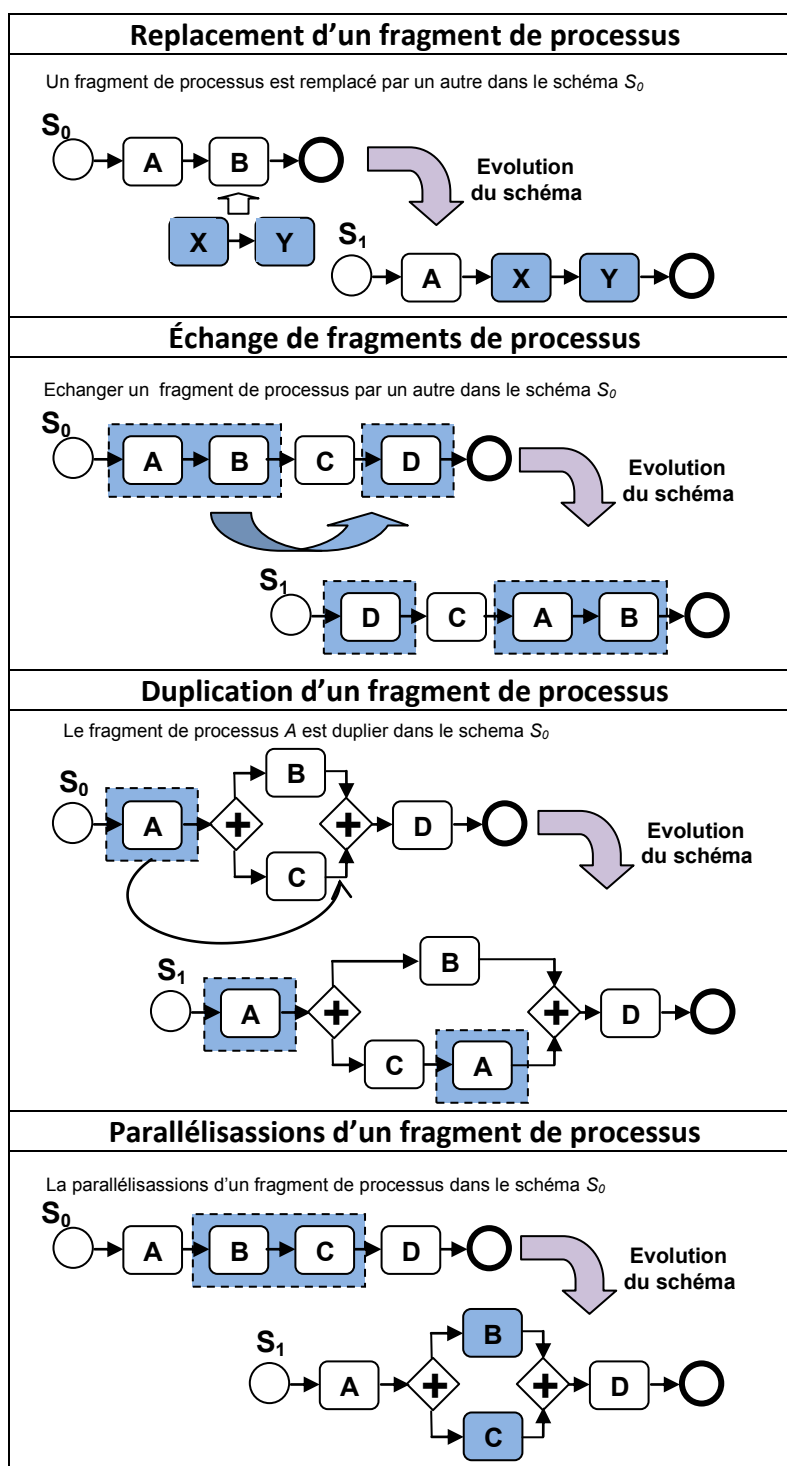 Replacement d'un fragment de processus
Un fragment de processus est remplacé par un autre dans le schéma S0
S0
A
B
Evolution
du schéma
X
Y
S1
A
X
Y
Échange de fragments de processus
Echanger un fragment de processus par un autre dans le schéma S0
S0
A
B
C
D
Evolution
du schéma
S1
D
C
A
B
Duplication d'un fragment de processus
Le fragment de processus A est duplier dans le schema S0
S0
A
+
B
C
+
D
Evolution
du schéma
S1
A
+
B
C
A
+
D
Parallélisassions d'un fragment de processus
La parallélisassions d'un fragment de processus dans le schéma S0
S0
A
B
C
D
Evolution
du schéma
S1
A
+
B
C
+
D